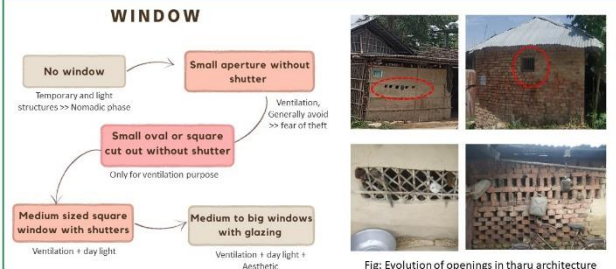 WINDOW
No window
Temporary and light
structures >> Nomadic phase
Small aperture without
shutter
Ventilation,
Generally avoid
>> fear of theft
Small oval or square
cut out without shutter
Only for ventilation purpose
Medium sized square
window with shutters
Ventilation + day light
Medium to big windows
with glazing
Ventilation + day light +
Aesthetic
Fig: Evolution of openings in tharu architecture